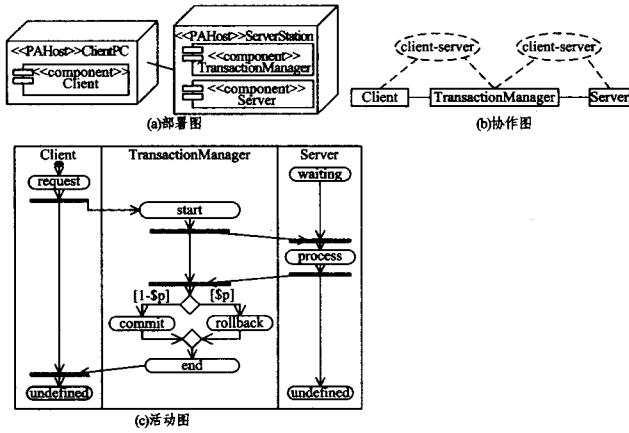 <<PAHost>>ClientPC
<<component>>
Client
<<PAHost>>ServerStation
<<component>>
TransactionManager
<<component>>
Server
(a)部署图
client-server
client-server
Client
TransactionManager
Server
(b)协作图
Client
TransactionManager
Server
request
waiting
start
process
[1-$p]
[$p]
commit
rollback
end
undefined
undefined
(c)活动图